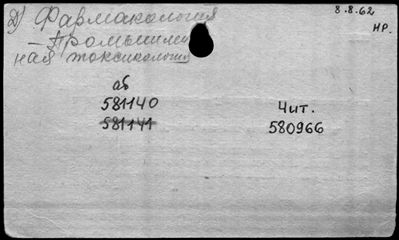 2) Фармакология
8.8.62
НР.
– Промышлен
ная токсикология
аб
581140
581141
Чит.
580966